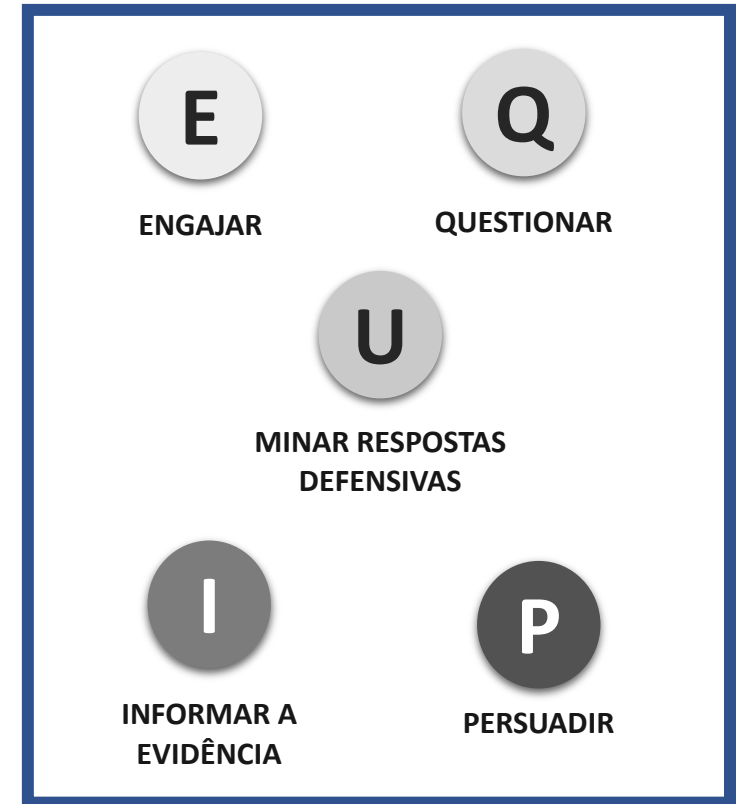 E
ENGAJAR
Q
QUESTIONAR
U
MINAR RESPOSTAS
DEFENSIVAS
I
INFORMAR A
EVIDÊNCIA
P
PERSUADIR